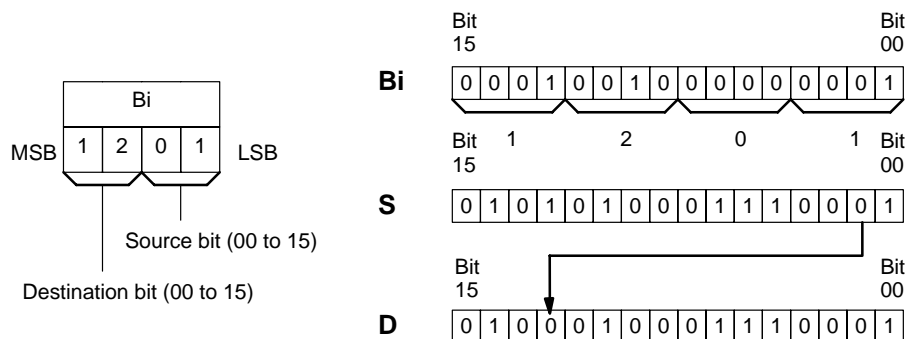 Bi
MSB 1 2 0 1 LSB
Source bit (00 to 15)
Destination bit (00 to 15)
Bit 15 Bit 00
Bi 0 0 0 1 0 0 1 0 0 0 0 0 0 0 0 1
1 2 0 1
Bit 15 Bit 00
S 0 1 0 1 0 1 0 0 0 1 1 1 0 0 0 1
Bit 15 Bit 00
D 0 1 0 0 0 1 0 0 0 1 1 1 0 0 0 1